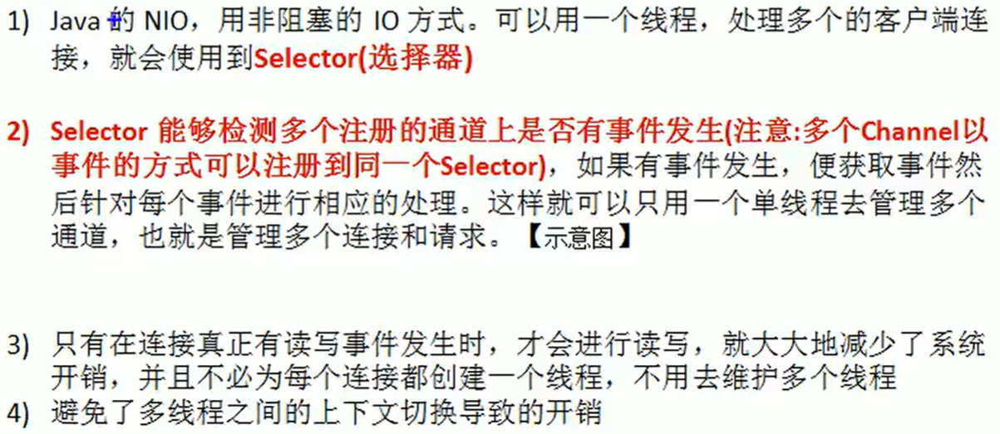 1) Java 的 NIO，用非阻塞的 IO 方式。可以用一个线程，处理多个的客户端连
接，就会使用到Selector(选择器)
2) Selector 能够检测多个注册的通道上是否有事件发生(注意:多个Channel以
事件的方式可以注册到同一个Selector)，如果有事件发生，便获取事件然
后针对每个事件进行相应的处理。这样就可以只用一个单线程去管理多个
通道，也就是管理多个连接和请求。【示意图】
3) 只有在连接真正有读写事件发生时，才会进行读写，就大大地减少了系统
开销，并且不必为每个连接都创建一个线程，不用去维护多个线程
4) 避免了多线程之间的上下文切换导致的开销